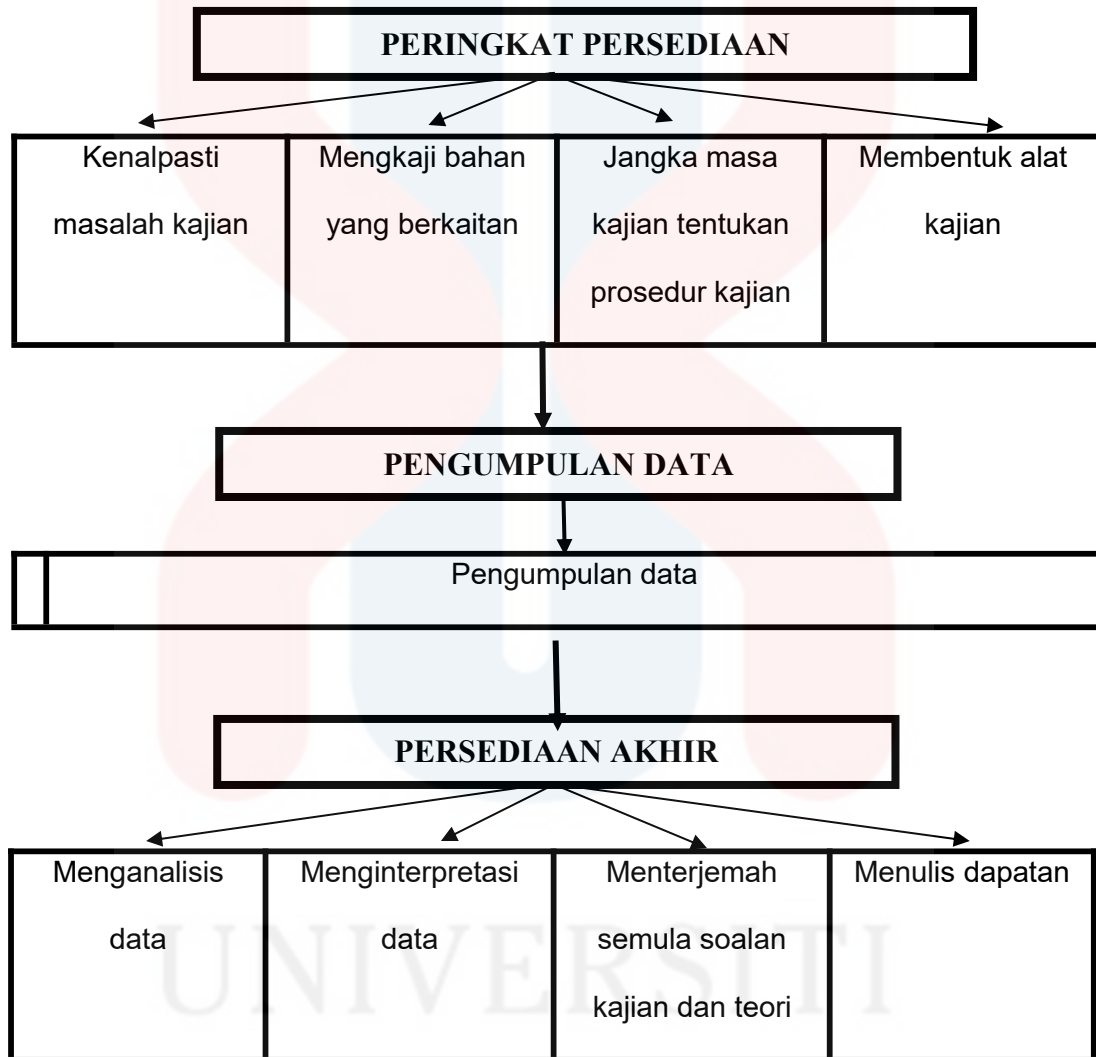 PERINGKAT PERSEDIAAN
Kenalpasti
masalah kajian
Mengkaji bahan
yang berkaitan
Jangka masa
kajian tentukan
prosedur kajian
Membentuk alat
kajian
PENGUMPULAN DATA
Pengumpulan data
PERSEDIAAN AKHIR
Menganalisis
data
Menginterpretasi
data
Menterjemah
semula soalan
kajian dan teori
Menulis dapatan
UNIVERSITI